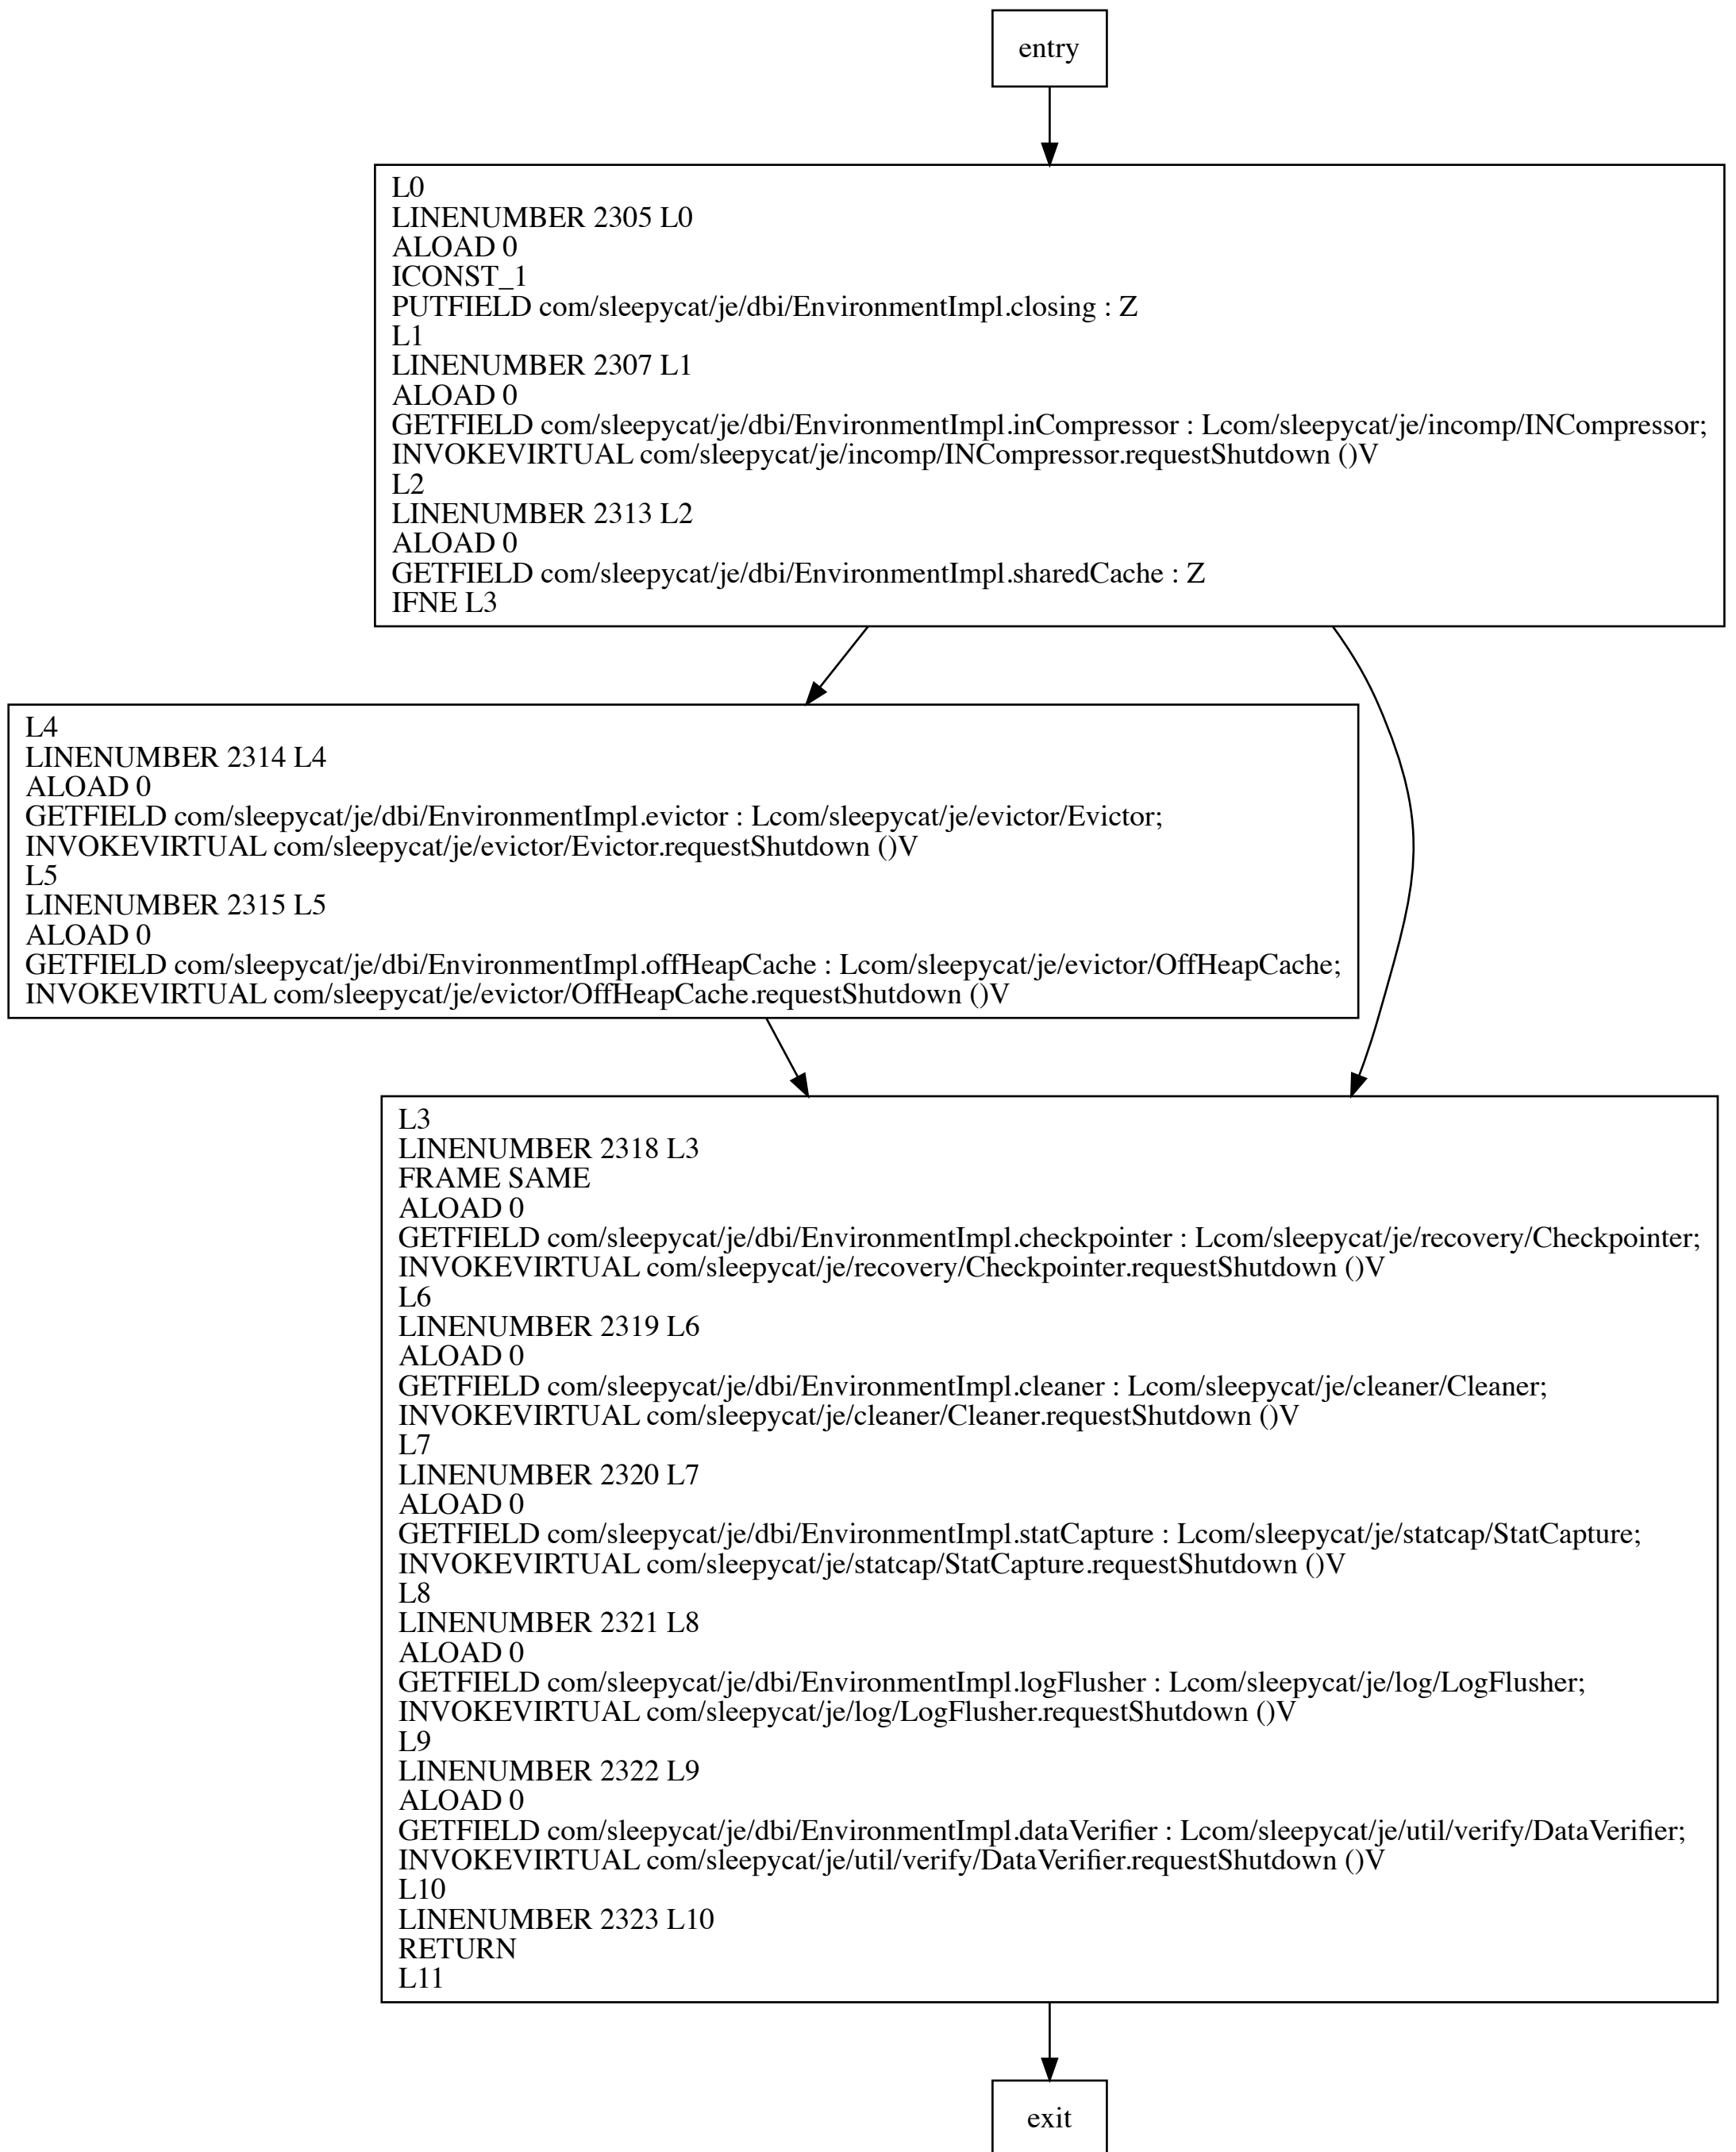 entry
L0
LINENUMBER 2305 L0
ALOAD 0
ICONST_1
PUTFIELD com/sleepycat/je/dbi/EnvironmentImpl.closing : Z
L1
LINENUMBER 2307 L1
ALOAD 0
GETFIELD com/sleepycat/je/dbi/EnvironmentImpl.inCompressor : Lcom/sleepycat/je/incomp/INCompressor;
INVOKEVIRTUAL com/sleepycat/je/incomp/INCompressor.requestShutdown ()V
L2
LINENUMBER 2313 L2
ALOAD 0
GETFIELD com/sleepycat/je/dbi/EnvironmentImpl.sharedCache : Z
IFNE L3
L4
LINENUMBER 2314 L4
ALOAD 0
GETFIELD com/sleepycat/je/dbi/EnvironmentImpl.evictor : Lcom/sleepycat/je/evictor/Evictor;
INVOKEVIRTUAL com/sleepycat/je/evictor/Evictor.requestShutdown ()V
L5
LINENUMBER 2315 L5
ALOAD 0
GETFIELD com/sleepycat/je/dbi/EnvironmentImpl.offHeapCache : Lcom/sleepycat/je/evictor/OffHeapCache;
INVOKEVIRTUAL com/sleepycat/je/evictor/OffHeapCache.requestShutdown ()V
L3
LINENUMBER 2318 L3
FRAME SAME
ALOAD 0
GETFIELD com/sleepycat/je/dbi/EnvironmentImpl.checkpointer : Lcom/sleepycat/je/recovery/Checkpointer;
INVOKEVIRTUAL com/sleepycat/je/recovery/Checkpointer.requestShutdown ()V
L6
LINENUMBER 2319 L6
ALOAD 0
GETFIELD com/sleepycat/je/dbi/EnvironmentImpl.cleaner : Lcom/sleepycat/je/cleaner/Cleaner;
INVOKEVIRTUAL com/sleepycat/je/cleaner/Cleaner.requestShutdown ()V
L7
LINENUMBER 2320 L7
ALOAD 0
GETFIELD com/sleepycat/je/dbi/EnvironmentImpl.statCapture : Lcom/sleepycat/je/statcap/StatCapture;
INVOKEVIRTUAL com/sleepycat/je/statcap/StatCapture.requestShutdown ()V
L8
LINENUMBER 2321 L8
ALOAD 0
GETFIELD com/sleepycat/je/dbi/EnvironmentImpl.logFlusher : Lcom/sleepycat/je/log/LogFlusher;
INVOKEVIRTUAL com/sleepycat/je/log/LogFlusher.requestShutdown ()V
L9
LINENUMBER 2322 L9
ALOAD 0
GETFIELD com/sleepycat/je/dbi/EnvironmentImpl.dataVerifier : Lcom/sleepycat/je/util/verify/DataVerifier;
INVOKEVIRTUAL com/sleepycat/je/util/verify/DataVerifier.requestShutdown ()V
L10
LINENUMBER 2323 L10
RETURN
L11
exit